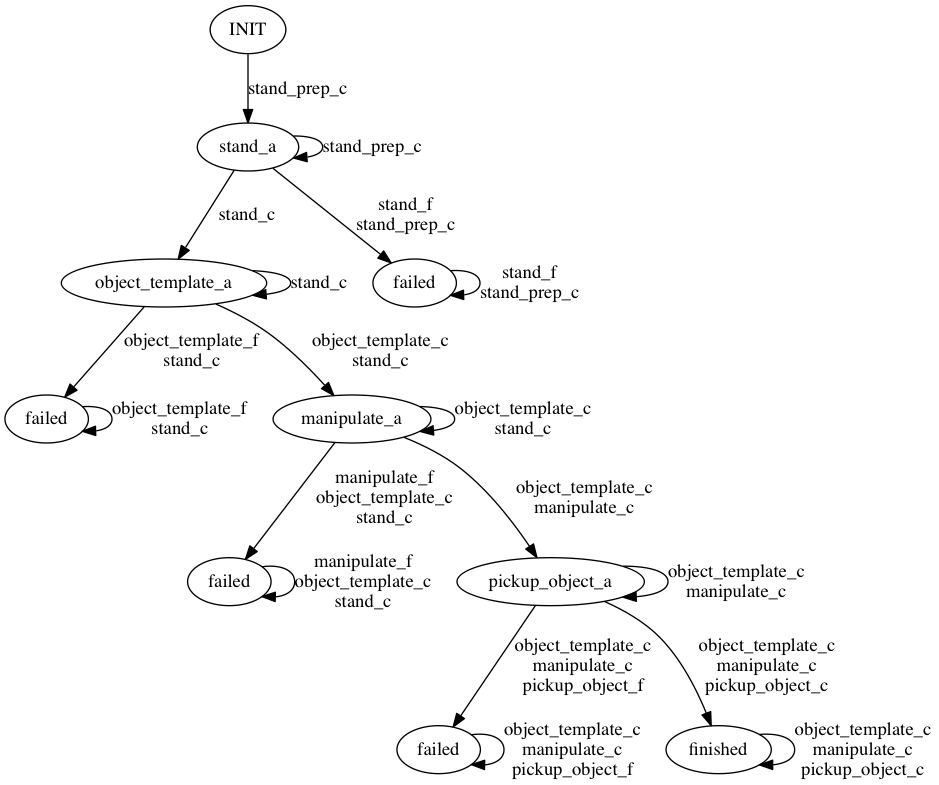 INIT
stand_prep_c
stand_a
stand_prep_c
stand_c
stand_f
stand_prep_c
object_template_a
stand_c
failed
stand_f
stand_prep_c
object_template_f
stand_c
object_template_c
stand_c
failed
object_template_f
stand_c
manipulate_a
object_template_c
stand_c
manipulate_f
object_template_c
stand_c
object_template_c
manipulate_c
failed
manipulate_f
object_template_c
stand_c
pickup_object_a
object_template_c
manipulate_c
object_template_c
manipulate_c
pickup_object_f
object_template_c
manipulate_c
pickup_object_c
failed
object_template_c
manipulate_c
pickup_object_f
finished
object_template_c
manipulate_c
pickup_object_c